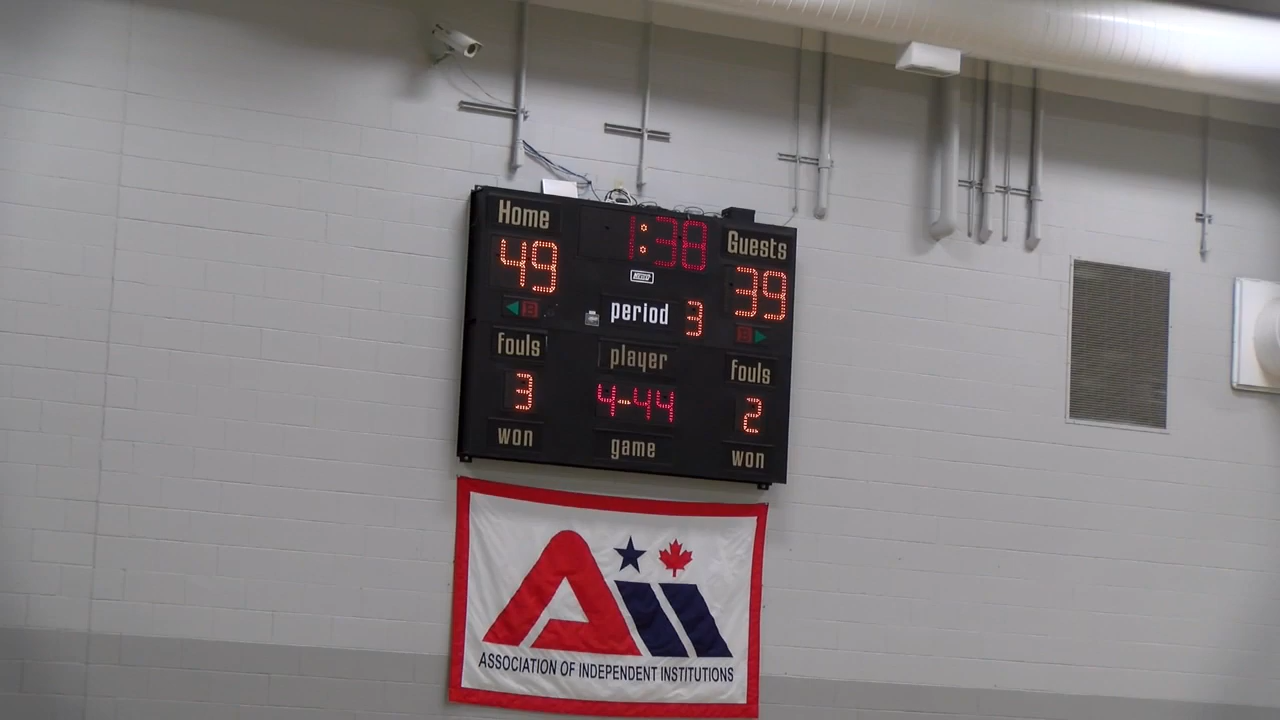 Home
1:38
Guests
49
39
B
period 3
B
fouls
player
fouls
3
4-44
2
won
game
won
AII
ASSOCIATION OF INDEPENDENT INSTITUTIONS